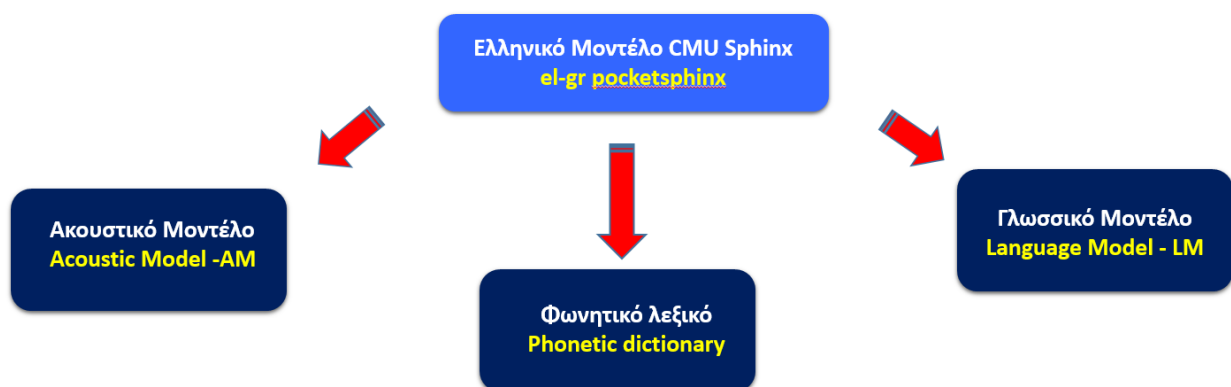 Ελληνικό Μοντέλο CMU Sphinx
el-gr pocketsphinx
Ακουστικό Μοντέλο
Acoustic Model -AM
Φωνητικό λεξικό
Phonetic dictionary
Γλωσσικό Μοντέλο
Language Model - LM